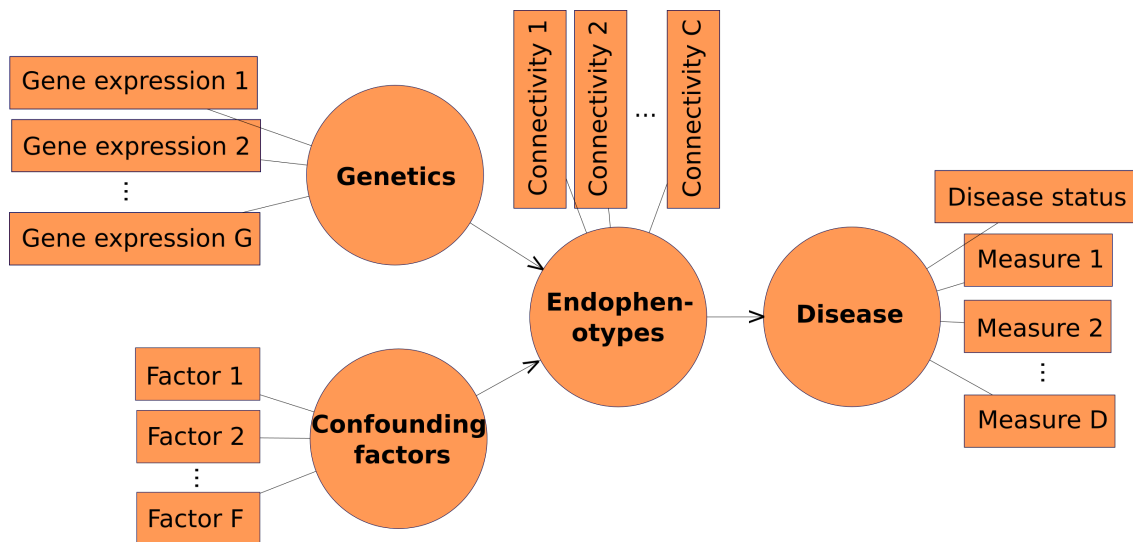 Gene expression 1
Gene expression 2
⋮
Gene expression G
Genetics
Factor 1
Factor 2
⋮
Factor F
Confounding
factors
Connectivity 1
Connectivity 2
...
Connectivity C
Endophen-
otypes
Disease
Disease status
Measure 1
Measure 2
⋮
Measure D